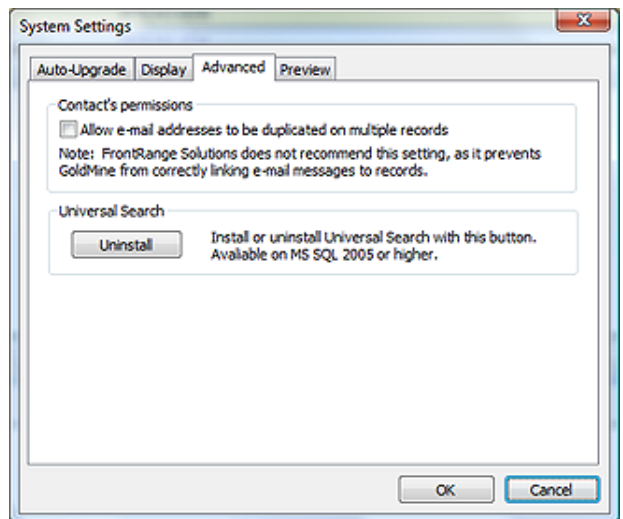 System Settings
Auto-Upgrade Display Advanced Preview
Contact's permissions
Allow e-mail addresses to be duplicated on multiple records
Note: FrontRange Solutions does not recommend this setting, as it prevents
GoldMine from correctly linking e-mail messages to records.
Universal Search
Uninstall
Install or uninstall Universal Search with this button.
Avaliable on MS SQL 2005 or higher.
OK Cancel